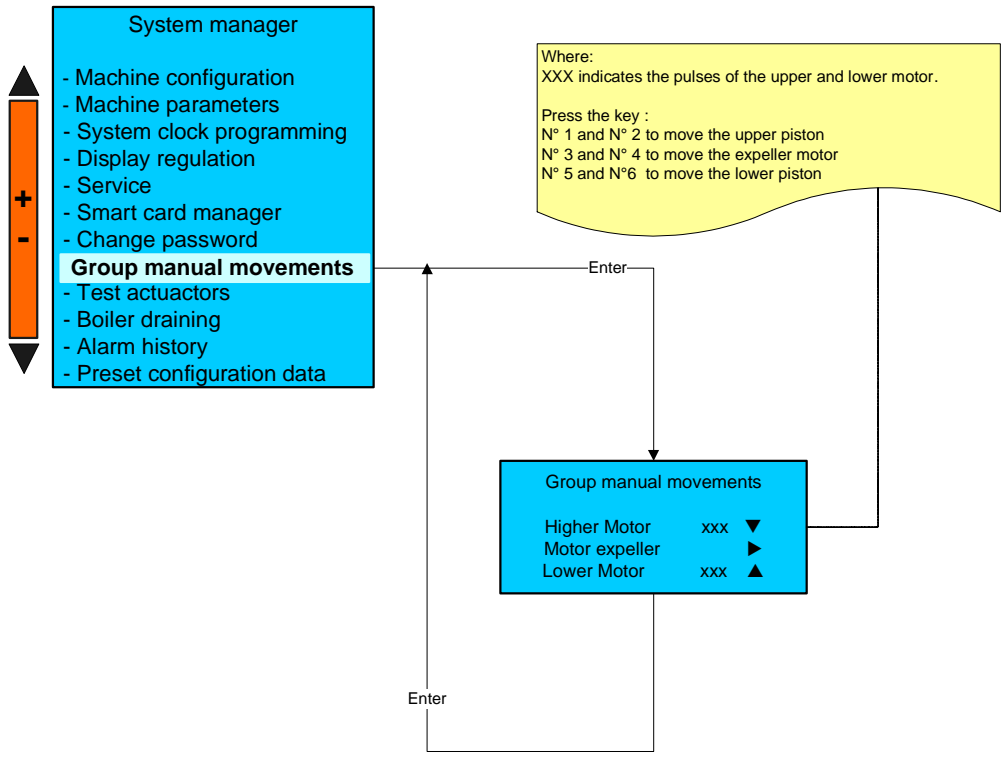 System manager
- Machine configuration
- Machine parameters
- System clock programming
- Display regulation
- Service
- Smart card manager
- Change password
Group manual movements
- Test actuactors
- Boiler draining
- Alarm history
- Preset configuration data
+
-
Where:
XXX indicates the pulses of the upper and lower motor.
Press the key :
N° 1 and N° 2 to move the upper piston
N° 3 and N° 4 to move the expeller motor
N° 5 and N°6 to move the lower piston
Enter
Group manual movements
Higher Motor xxx ▼
Motor expeller ►
Lower Motor xxx ▲
Enter